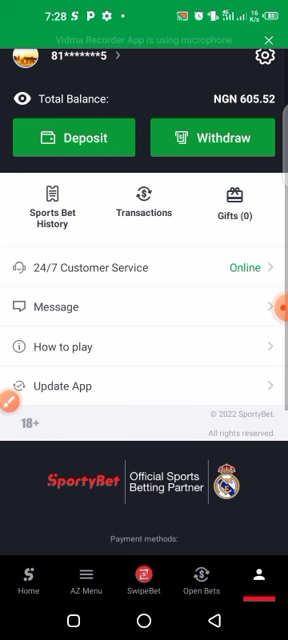 7:28
Vidma Recorder App is using microphone
81*******5
Total Balance: NGN 605.52
Deposit Withdraw
Sports Bet History Transactions Gifts (0)
24/7 Customer Service Online
Message
How to play
Update App
© 2022 SportyBet.
18+
All rights reserved.
SportyBet Official Sports
Betting Partner
Payment methods:
Home AZ Menu SwipeBet Open Bets